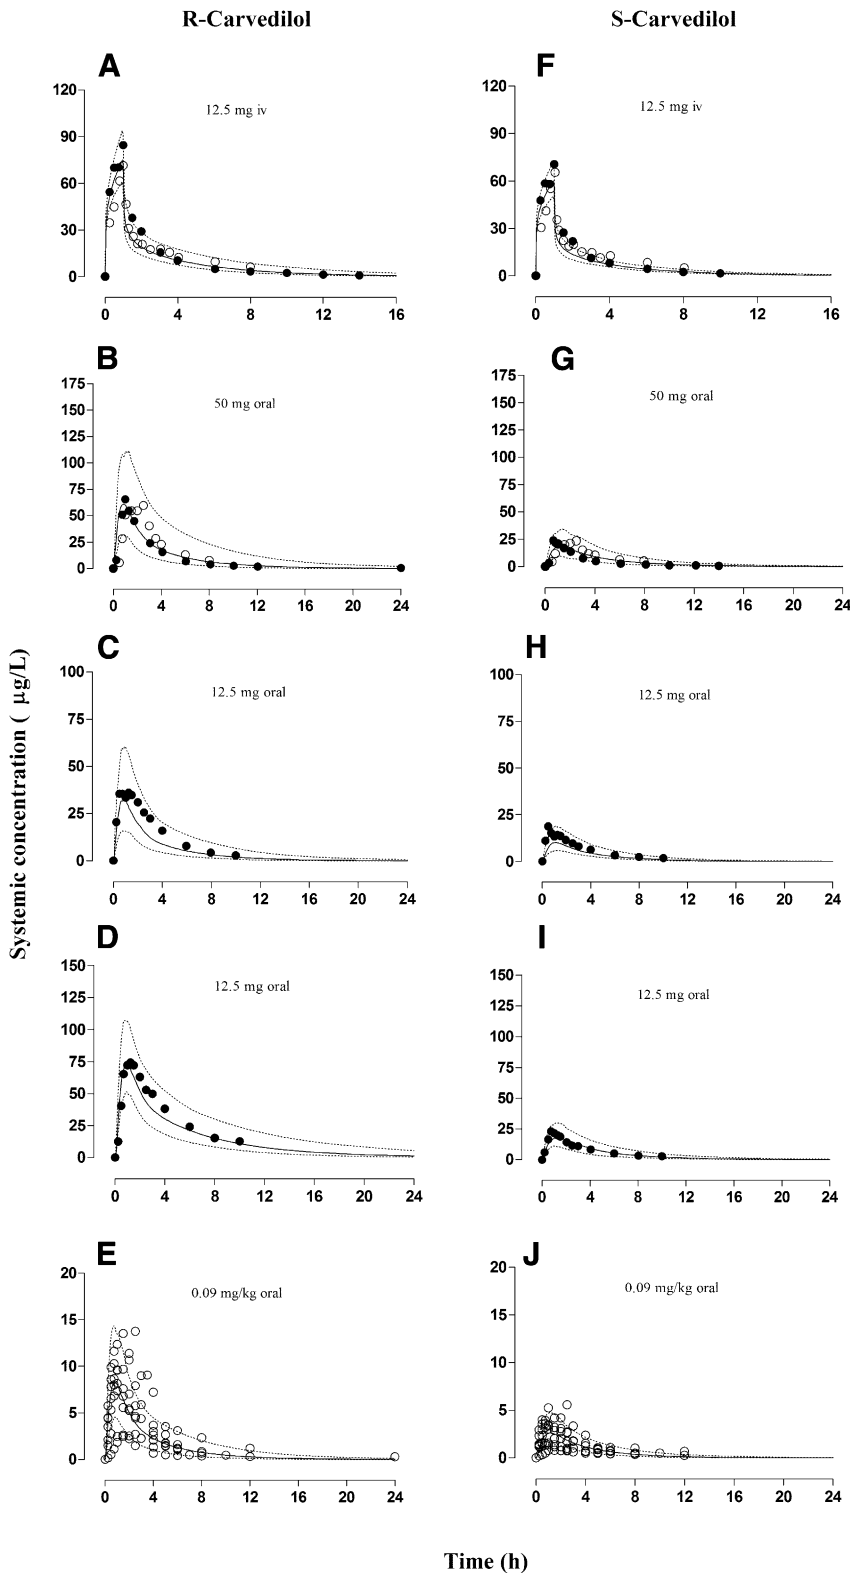 R-Carvedilol
S-Carvedilol
A
F
12.5 mg iv
12.5 mg iv
120
90
60
30
0
0 4 8 12 16
120
90
60
30
0
0 4 8 12 16
B
G
50 mg oral
50 mg oral
175
150
125
100
75
50
25
0
0 4 8 12 16 20 24
175
150
125
100
75
50
25
0
0 4 8 12 16 20 24
C
H
12.5 mg oral
12.5 mg oral
100
75
50
25
0
0 4 8 12 16 20 24
100
75
50
25
0
0 4 8 12 16 20 24
Systemic concentration ( μg/L)
D
I
12.5 mg oral
12.5 mg oral
150
125
100
75
50
25
0
0 4 8 12 16 20 24
150
125
100
75
50
25
0
0 4 8 12 16 20 24
E
J
0.09 mg/kg oral
0.09 mg/kg oral
20
15
10
5
0
0 4 8 12 16 20 24
20
15
10
5
0
0 4 8 12 16 20 24
Time (h)